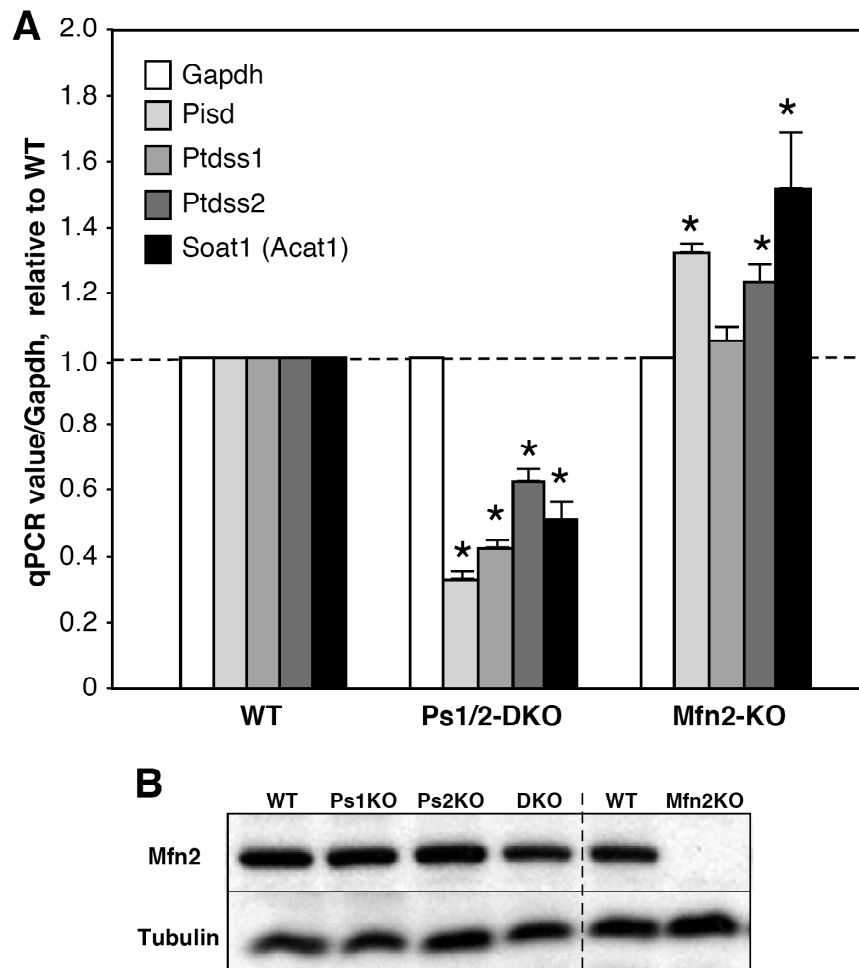 A
qPCR value/Gapdh, relative to WT
2.0
1.8
1.6
1.4
1.2
1.0
0.8
0.6
0.4
0.2
0
Gapdh
Pisd
Ptdss1
Ptdss2
Soat1 (Acat1)
* * * *
* * *
WT Ps1/2-DKO Mfn2-KO
B
WT Ps1KO Ps2KO DKO WT Mfn2KO
Mfn2
Tubulin